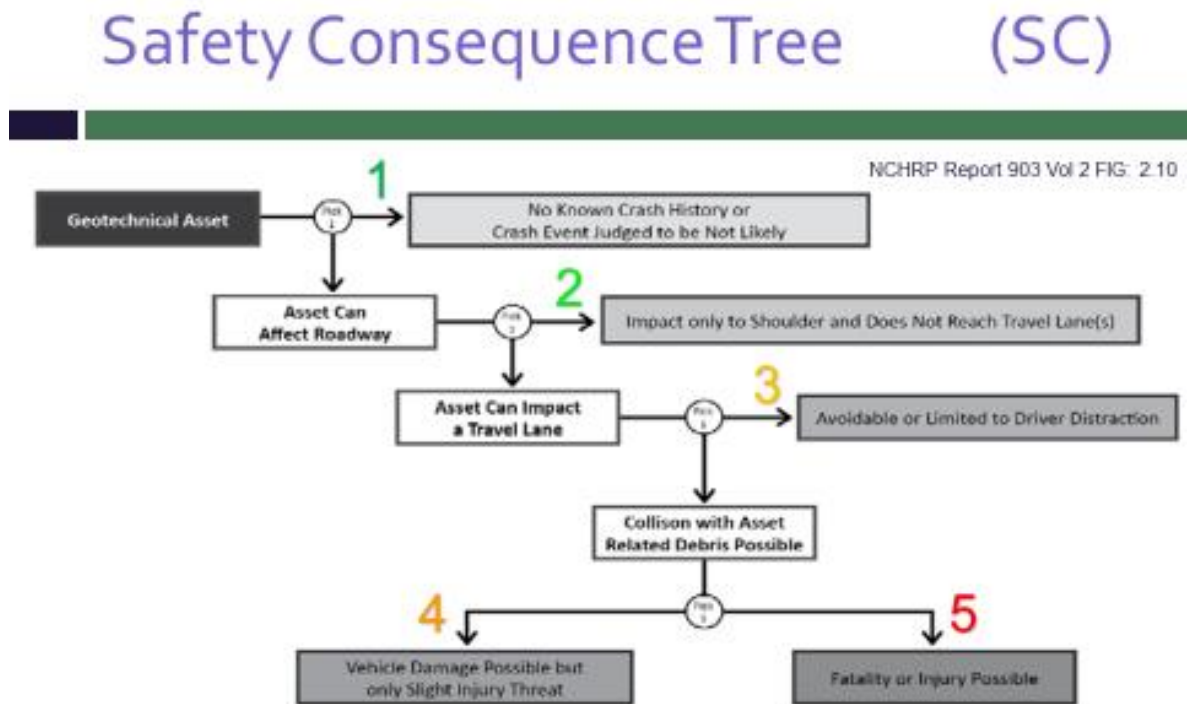 Safety Consequence Tree (SC)
NCHRP Report 903 Vol 2 FIG: 2.10
1
Geotechnical Asset
No Known Crash History or
Crash Event Judged to be Not Likely
2
Asset Can
Affect Roadway
Impact only to Shoulder and Does Not Reach Travel Lane(s)
3
Asset Can Impact
a Travel Lane
Avoidable or Limited to Driver Distraction
Collison with Asset
Related Debris Possible
4
5
Vehicle Damage Possible but
only Slight Injury Threat
Fatality or Injury Possible